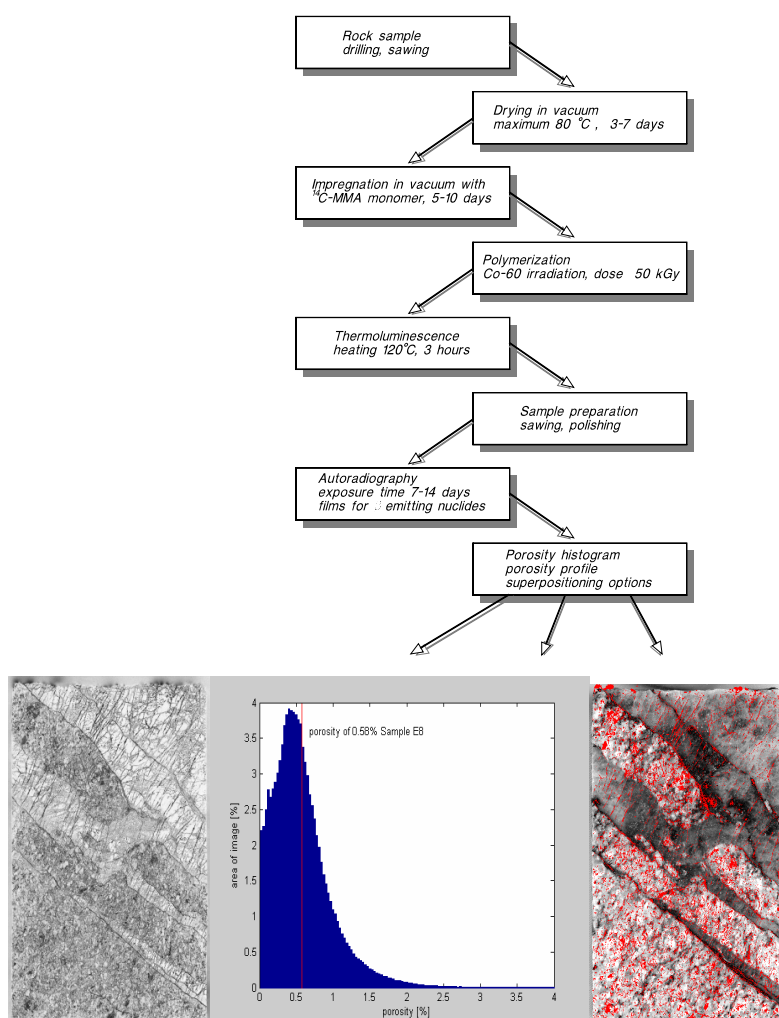 Rock sample
drilling, sawing
Drying in vacuum
maximum 80 °C , 3-7 days
Impregnation in vacuum with
¹⁴C-MMA monomer, 5-10 days
Polymerization
Co-60 irradiation, dose 50 kGy
Thermoluminescence
heating 120°C, 3 hours
Sample preparation
sawing, polishing
Autoradiography
exposure time 7-14 days
films for emitting nuclides
Porosity histogram
porosity profile
superpositioning options
4
3.5
3
2.5
2
1.5
1
0.5
0
area of image [%]
porosity of 0.58% Sample E8
0 0.5 1 1.5 2 2.5 3 3.5 4
porosity [%]